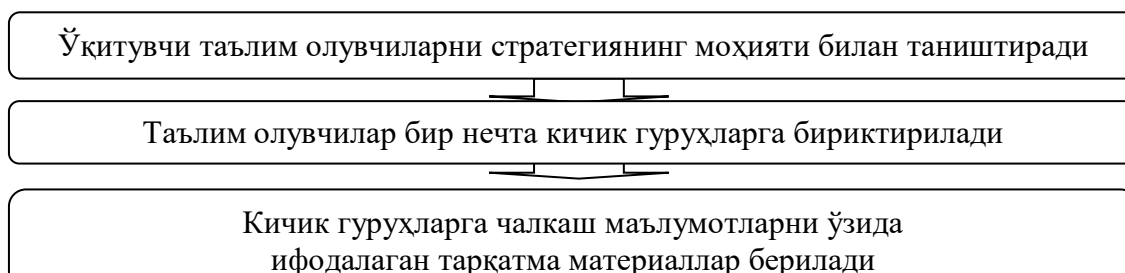 Ўқитувчи таълим олувчиларни стратегиянинг моҳияти билан таништиради
Таълим олувчилар бир нечта кичик гуруҳларга бириктирилади
Кичик гуруҳларга чалкаш маълумотларни ўзида
ифодалаган тарқатма материаллар берилади